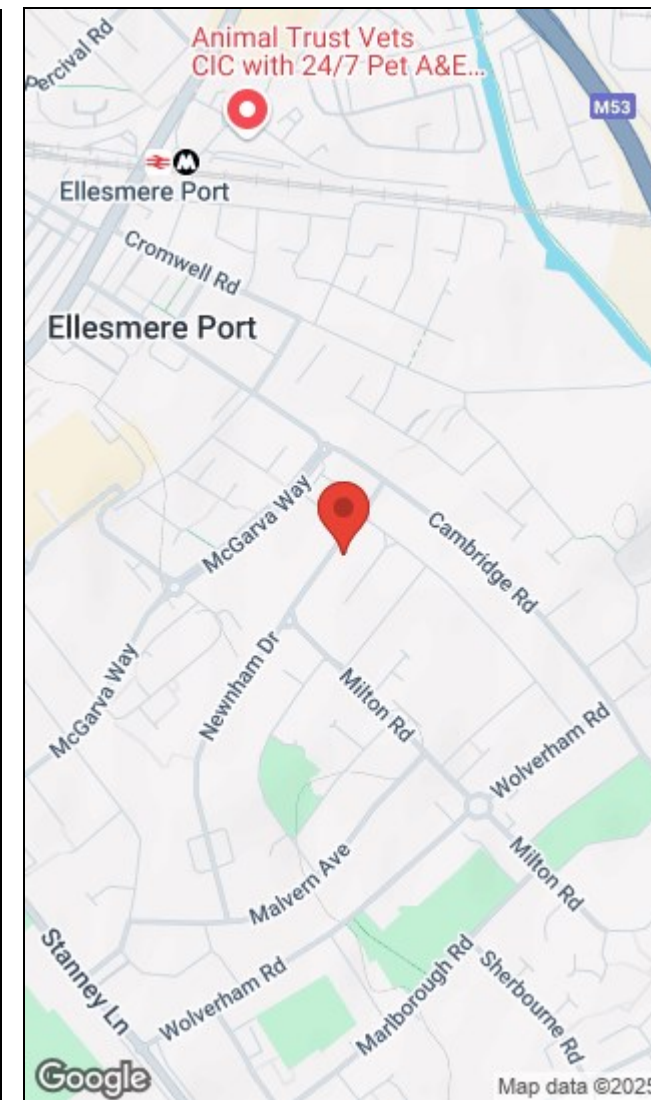 Percival Rd
Animal Trust Vets
CIC with 24/7 Pet A&E...
M53
Ellesmere Port
Cromwell Rd
Ellesmere Port
McGarva Way
Cambridge Rd
McGarva Way
Newnham Dr
Milton Rd
Wolverham Rd
Milton Rd
Malvern Ave
Stanney Ln
Wolverham Rd
Marlborough Rd
Sherbourne Rd
Google
Map data ©2025